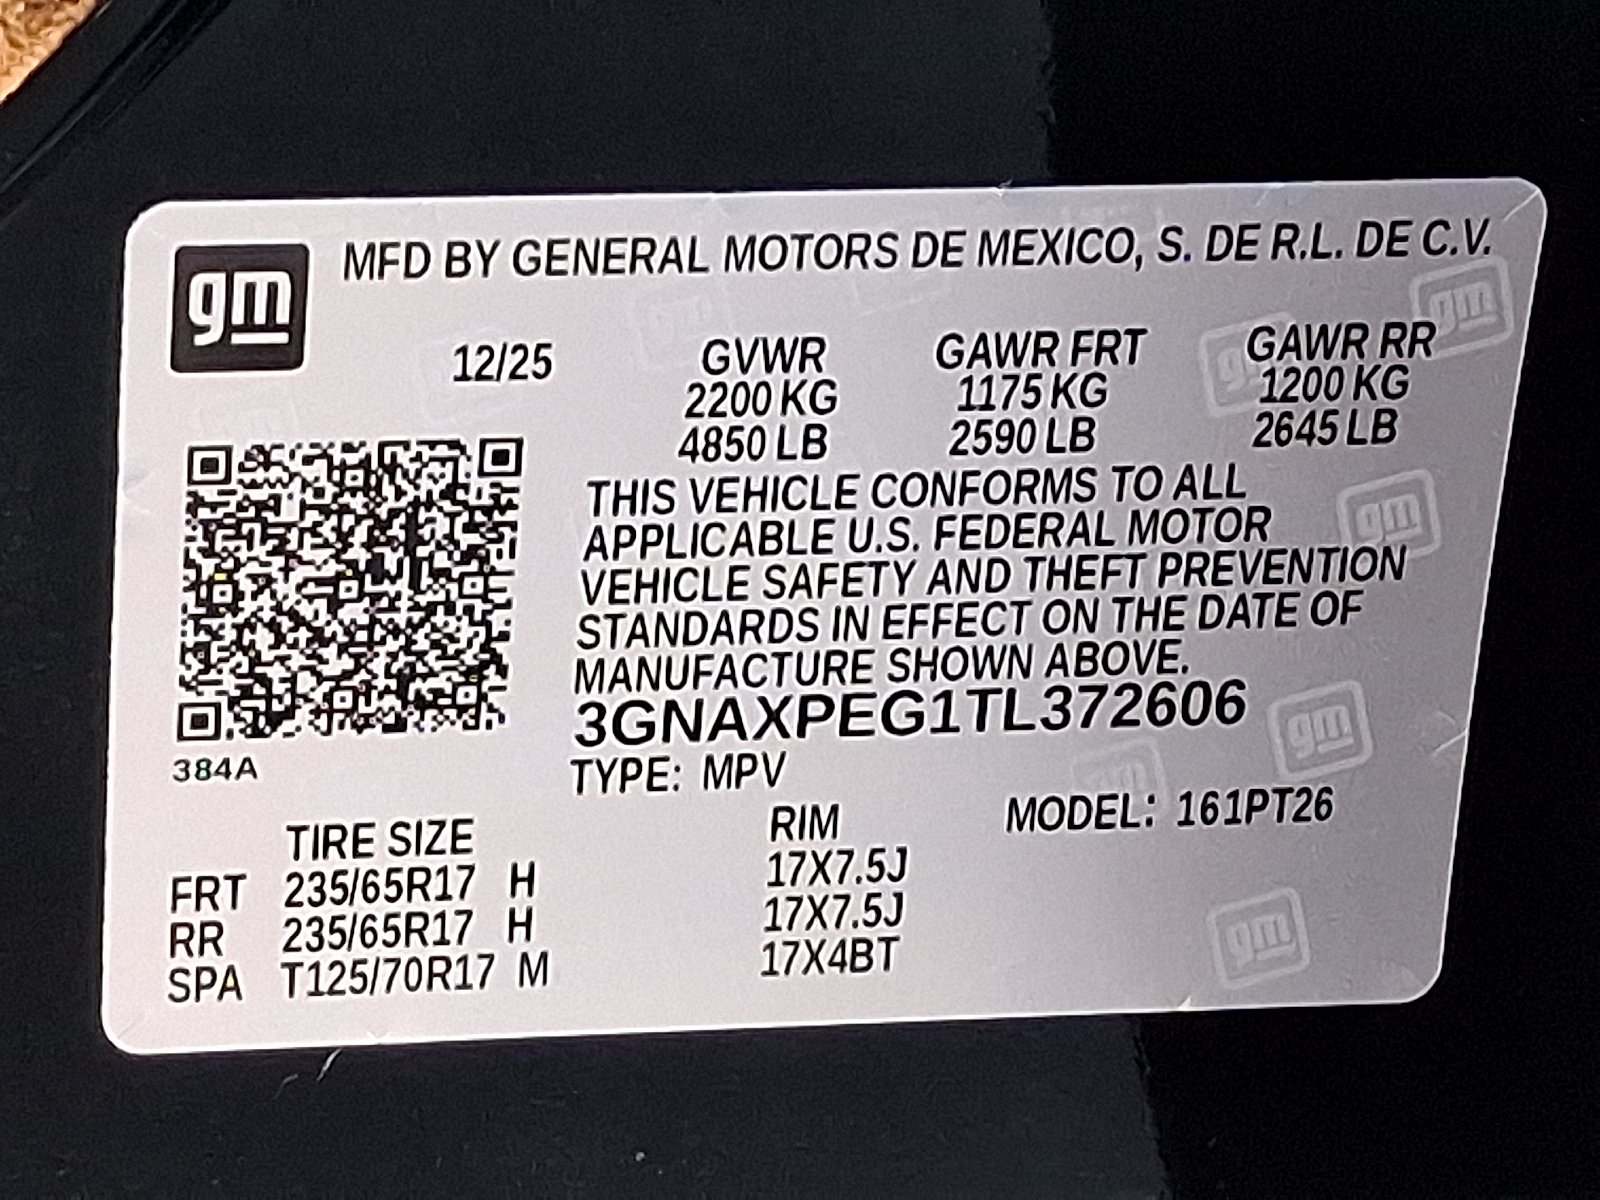 gm MFD BY GENERAL MOTORS DE MEXICO, S. DE R.L. DE C.V.
12/25 GVWR GAWR FRT GAWR RR
2200 KG 1175 KG 1200 KG
4850 LB 2590 LB 2645 LB
THIS VEHICLE CONFORMS TO ALL
APPLICABLE U.S. FEDERAL MOTOR
VEHICLE SAFETY AND THEFT PREVENTION
STANDARDS IN EFFECT ON THE DATE OF
MANUFACTURE SHOWN ABOVE.
3GNAXPEG1TL372606
384A TYPE: MPV
MODEL: 161PT26
TIRE SIZE RIM
FRT 235/65R17 H 17X7.5J
RR 235/65R17 H 17X7.5J
SPA T125/70R17 M 17X4BT